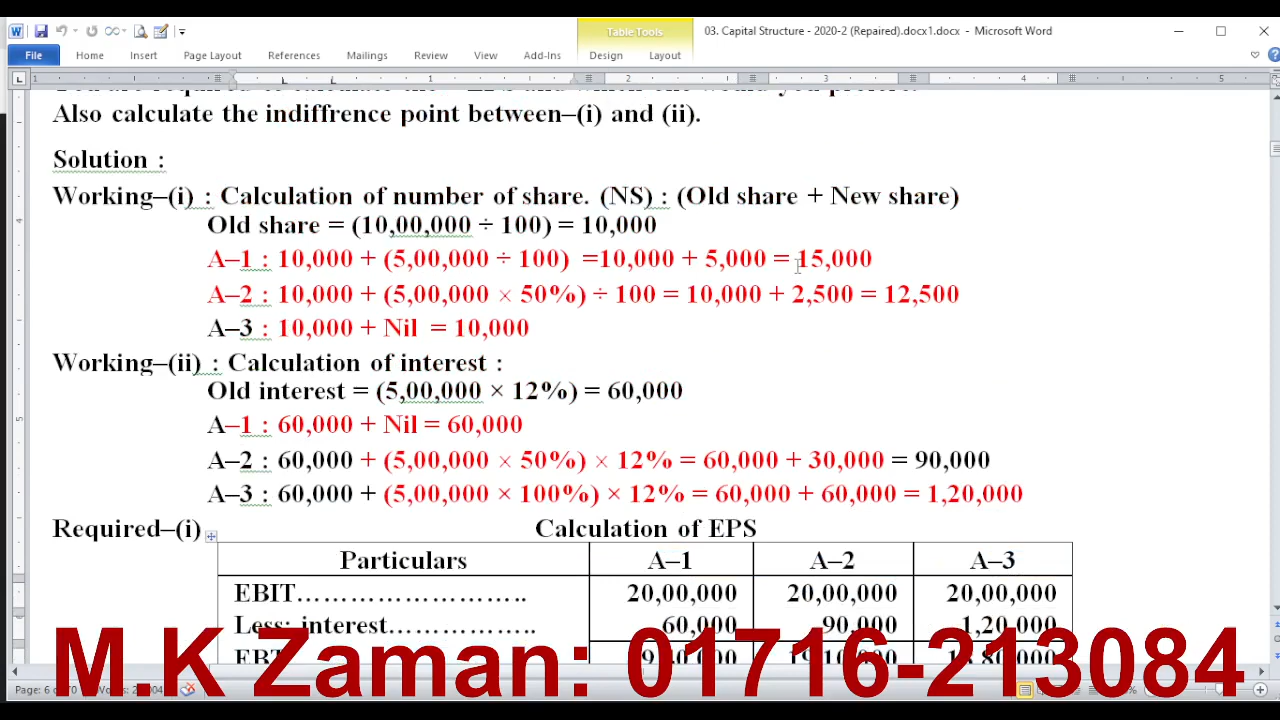 Table Tools
03. Capital Structure - 2020-2 (Repaired).docx1.docx - Microsoft Word
File Home Insert Page Layout References Mailings Review View Add-Ins Design Layout
Also calculate the indiffrence point between–(i) and (ii).
Solution :
Working–(i) : Calculation of number of share. (NS) : (Old share + New share)
Old share = (10,00,000 ÷ 100) = 10,000
A–1 : 10,000 + (5,00,000 ÷ 100) =10,000 + 5,000 = 15,000
A–2 : 10,000 + (5,00,000 × 50%) ÷ 100 = 10,000 + 2,500 = 12,500
A–3 : 10,000 + Nil = 10,000
Working–(ii) : Calculation of interest :
Old interest = (5,00,000 × 12%) = 60,000
A–1 : 60,000 + Nil = 60,000
A–2 : 60,000 + (5,00,000 × 50%) × 12% = 60,000 + 30,000 = 90,000
A–3 : 60,000 + (5,00,000 × 100%) × 12% = 60,000 + 60,000 = 1,20,000
Required–(i) Calculation of EPS
Particulars A–1 A–2 A–3
EBIT…………………….. 20,00,000 20,00,000 20,00,000
Less: interest…………….. 60,000 90,000 1,20,000
M.K Zaman: 01716-213084